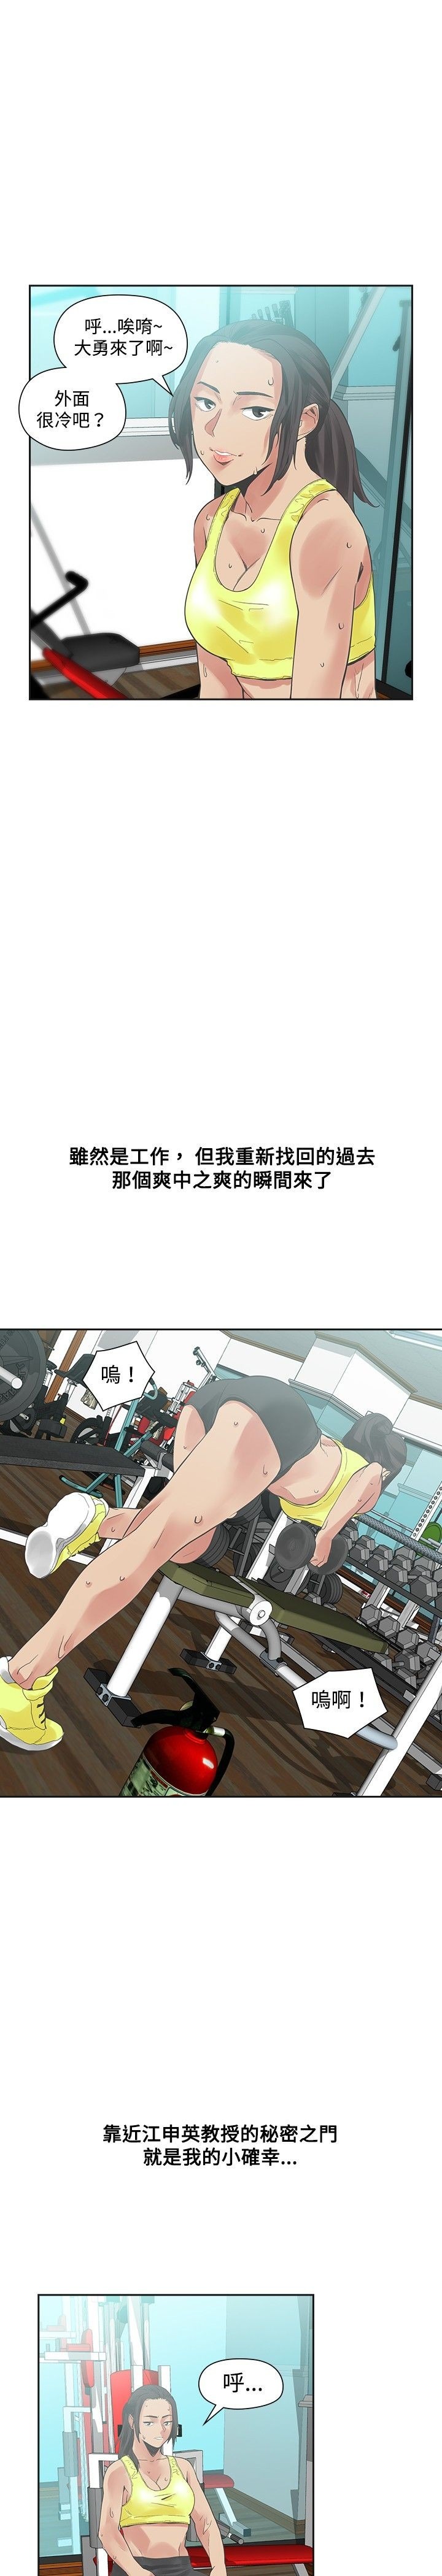 呼...唉唷~
大勇來了啊~
外面
很冷吧？
雖然是工作，但我重新找回的過去
那個爽中之爽的瞬間來了
嗚！
嗚啊！
靠近江申英教授的秘密之門
就是我的小確幸...
呼...